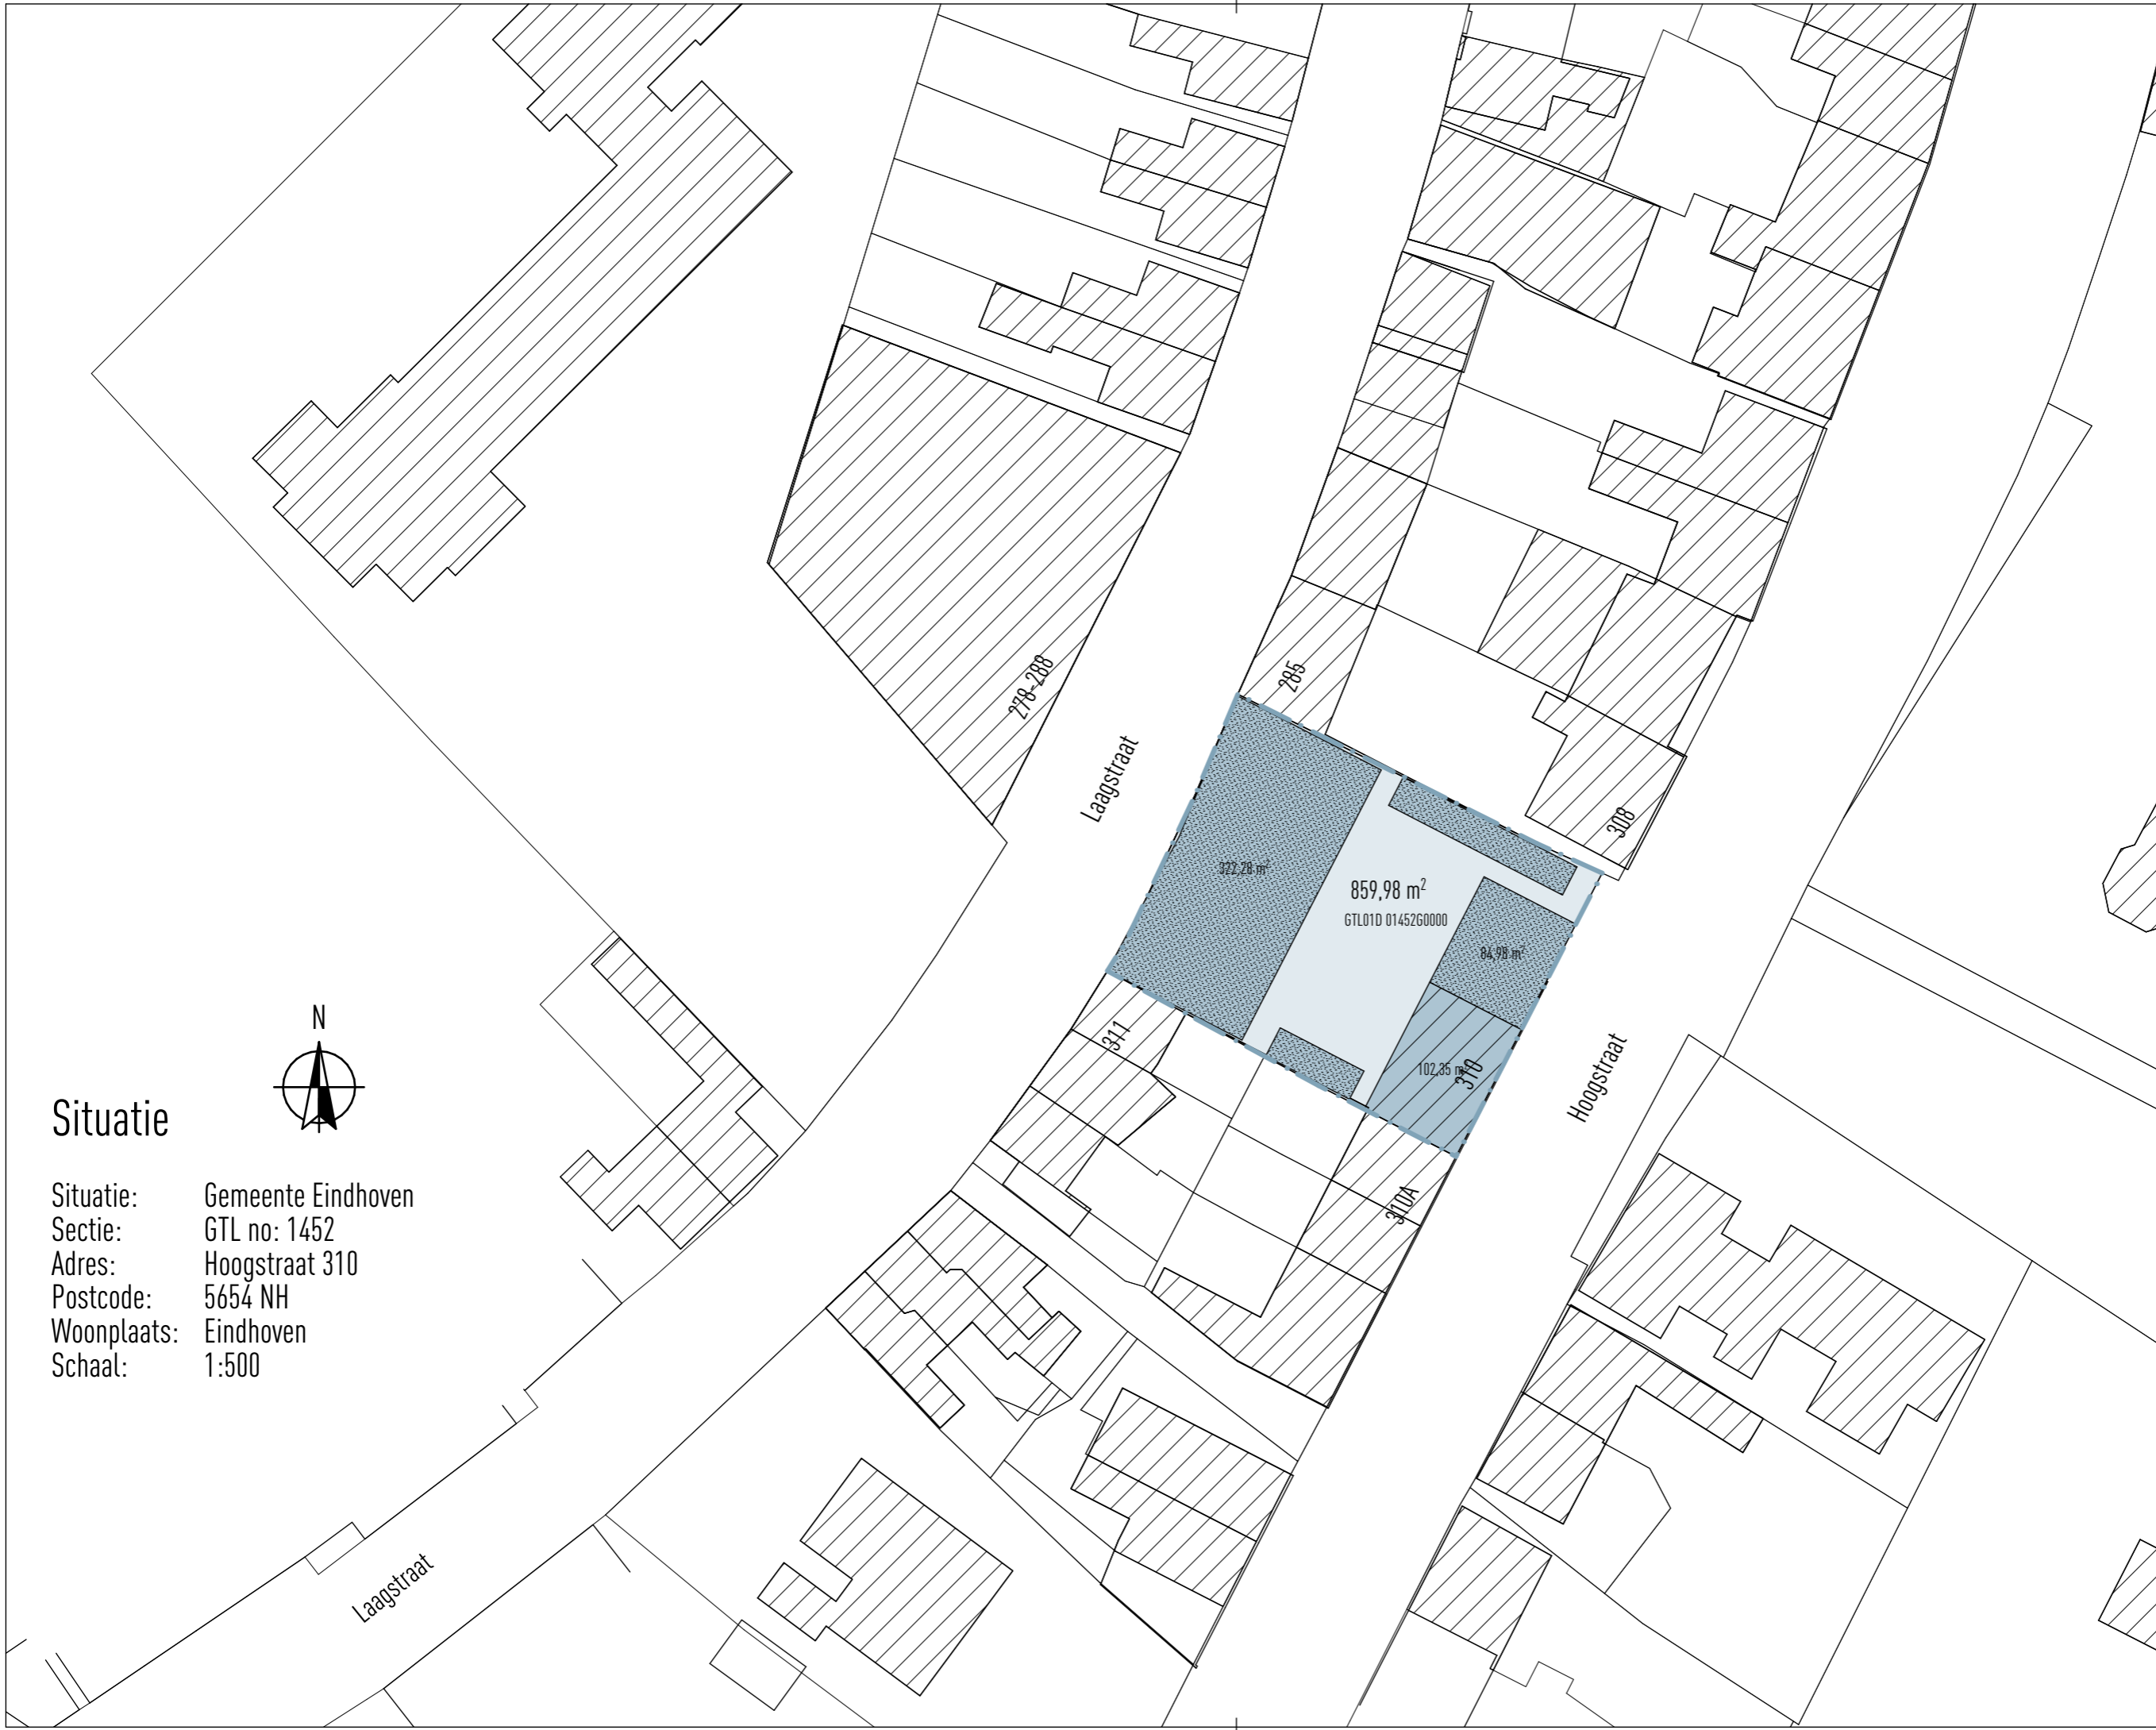 278-288
285
Laagstraat
308
322,28 m²
859,98 m²
GTL01D 01452G0000
84,98 m²
311
102,35 m²
310
Hoogstraat
310A
N
Situatie
Situatie: Gemeente Eindhoven
Sectie: GTL no: 1452
Adres: Hoogstraat 310
Postcode: 5654 NH
Woonplaats: Eindhoven
Schaal: 1:500
Laagstraat